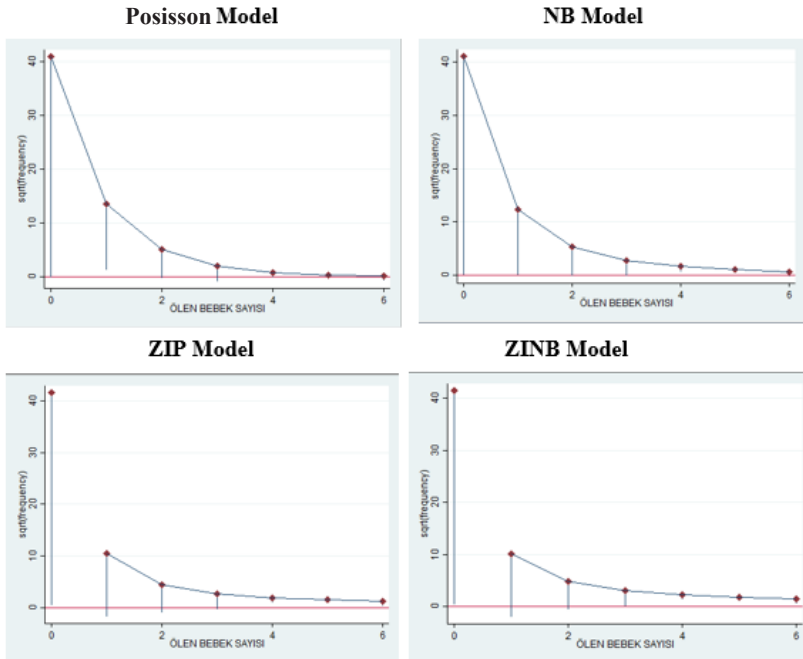 Posisson Model
NB Model
sqrt(frequency)
40
30
20
10
0
0 2 4 6
ÖLEN BEBEK SAYISI
sqrt(frequency)
40
30
20
10
0
0 2 4 6
ÖLEN BEBEK SAYISI
ZIP Model
ZINB Model
sqrt(frequency)
40
30
20
10
0
0 2 4 6
ÖLEN BEBEK SAYISI
sqrt(frequency)
40
30
20
10
0
0 2 4 6
ÖLEN BEBEK SAYISI